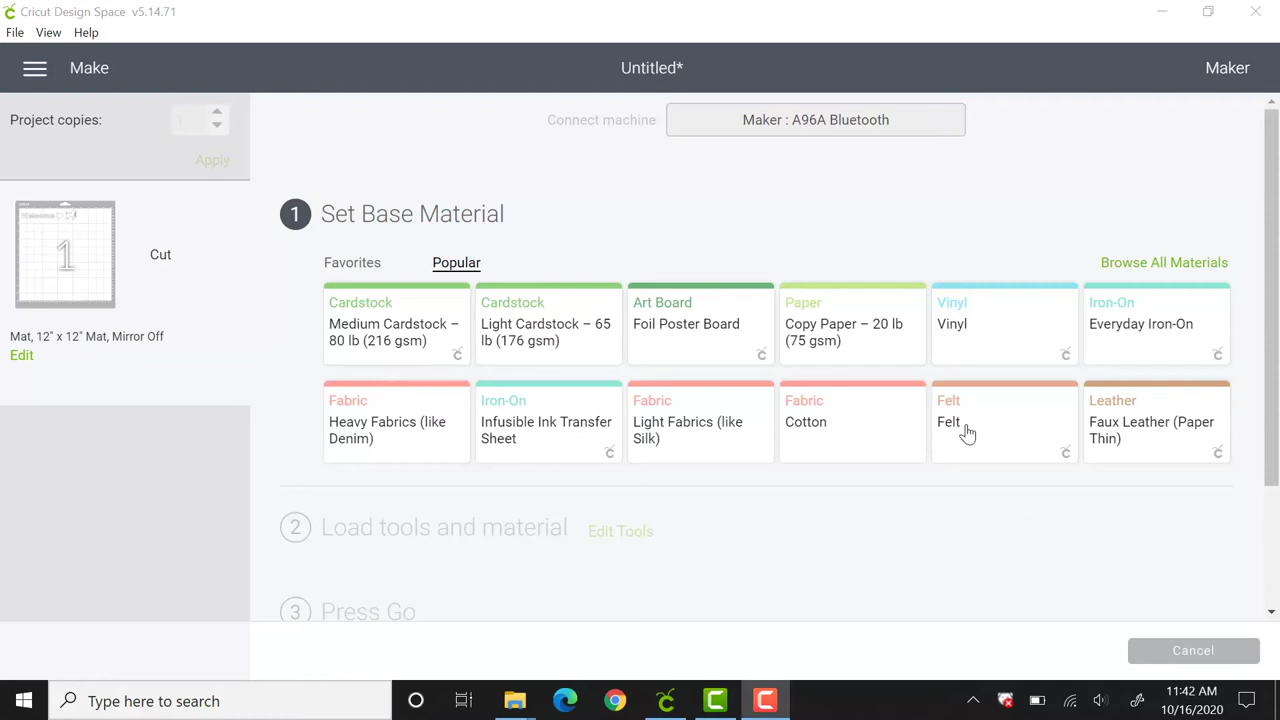 Cricut Design Space v5.14.71
File View Help
Make
Untitled*
Maker
Project copies:
1
Apply
Connect machine
Maker : A96A Bluetooth
1
Cut
Mat, 12" x 12" Mat, Mirror Off
Edit
1 Set Base Material
Favorites
Popular
Browse All Materials
Cardstock
Medium Cardstock –
80 lb (216 gsm)
Cardstock
Light Cardstock – 65
lb (176 gsm)
Art Board
Foil Poster Board
Paper
Copy Paper – 20 lb
(75 gsm)
Vinyl
Vinyl
Iron-On
Everyday Iron-On
Fabric
Heavy Fabrics (like
Denim)
Iron-On
Infusible Ink Transfer
Sheet
Fabric
Light Fabrics (like
Silk)
Fabric
Cotton
Felt
Felt
Leather
Faux Leather (Paper
Thin)
2 Load tools and material Edit Tools
3 Press Go
Cancel
Type here to search
11:42 AM
10/16/2020